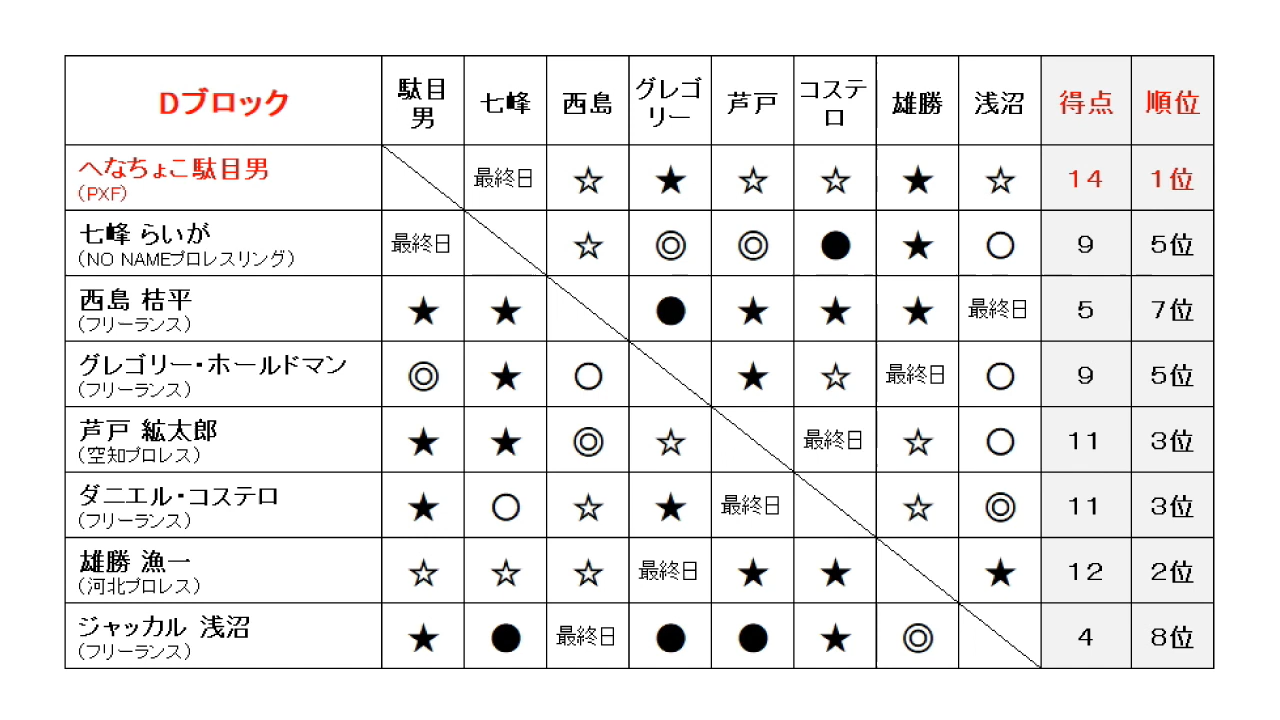 Dブロック 駄目男 七峰 西島 グレゴリー 芦戸 コステロ 雄勝 浅沼 得点 順位
へなちょこ駄目男 最終日 ☆ ★ ☆ ☆ ★ ☆ 14 1位
(PXF)
七峰 らいが 最終日 ☆ ◎ ◎ ● ★ ○ 9 5位
(NO NAMEプロレスリング)
西島 桔平 ★ ★ ● ★ ★ ★ 最終日 5 7位
(フリーランス)
グレゴリー・ホールドマン ◎ ★ ○ ★ ☆ 最終日 ○ 9 5位
(フリーランス)
芦戸 紘太郎 ★ ★ ◎ ☆ 最終日 ☆ ○ 11 3位
(空知プロレス)
ダニエル・コステロ ★ ○ ☆ ★ 最終日 ☆ ◎ 11 3位
(フリーランス)
雄勝 漁一 ☆ ☆ ☆ 最終日 ★ ★ ★ 12 2位
(河北プロレス)
ジャッカル 浅沼 ★ ● 最終日 ● ● ★ ◎ 4 8位
(フリーランス)